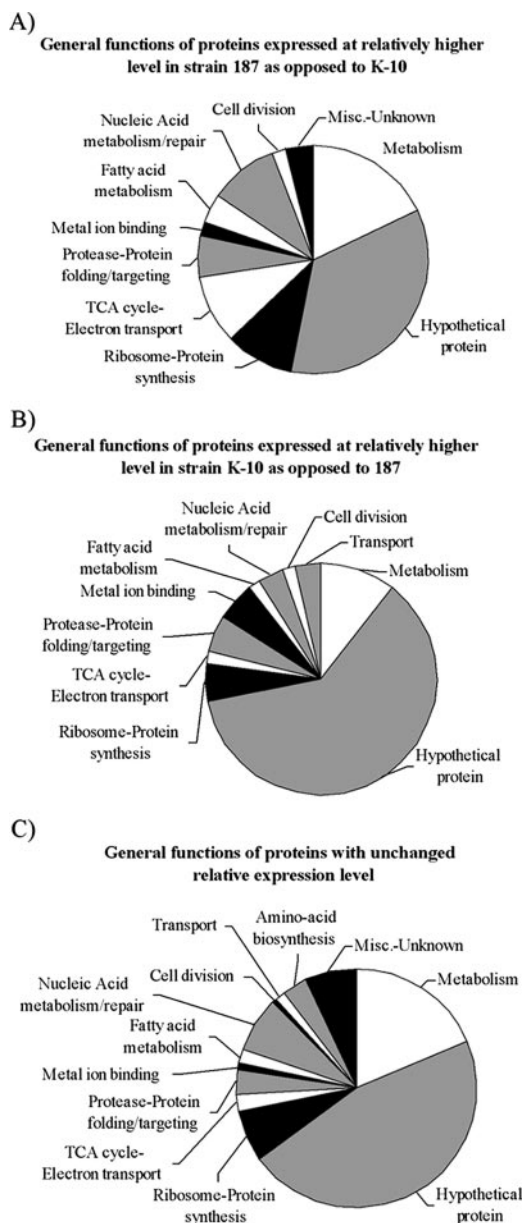 A)
General functions of proteins expressed at relatively higher
level in strain 187 as opposed to K-10
Cell division
Misc.-Unknown
Nucleic Acid
metabolism/repair
Metabolism
Fatty acid
metabolism
Metal ion binding
Protease-Protein
folding/targeting
TCA cycle-
Electron transport
Hypothetical
protein
Ribosome-Protein
synthesis
B)
General functions of proteins expressed at relatively higher
level in strain K-10 as opposed to 187
Nucleic Acid
metabolism/repair
Cell division
Transport
Fatty acid
metabolism
Metabolism
Metal ion binding
Protease-Protein
folding/targeting
TCA cycle-
Electron transport
Ribosome-Protein
synthesis
Hypothetical
protein
C)
General functions of proteins with unchanged
relative expression level
Amino-acid
biosynthesis
Transport
Misc.-Unknown
Cell division
Metabolism
Nucleic Acid
metabolism/repair
Fatty acid
metabolism
Metal ion binding
Protease-Protein
folding/targeting
TCA cycle-
Electron transport
Ribosome-Protein
synthesis
Hypothetical
protein